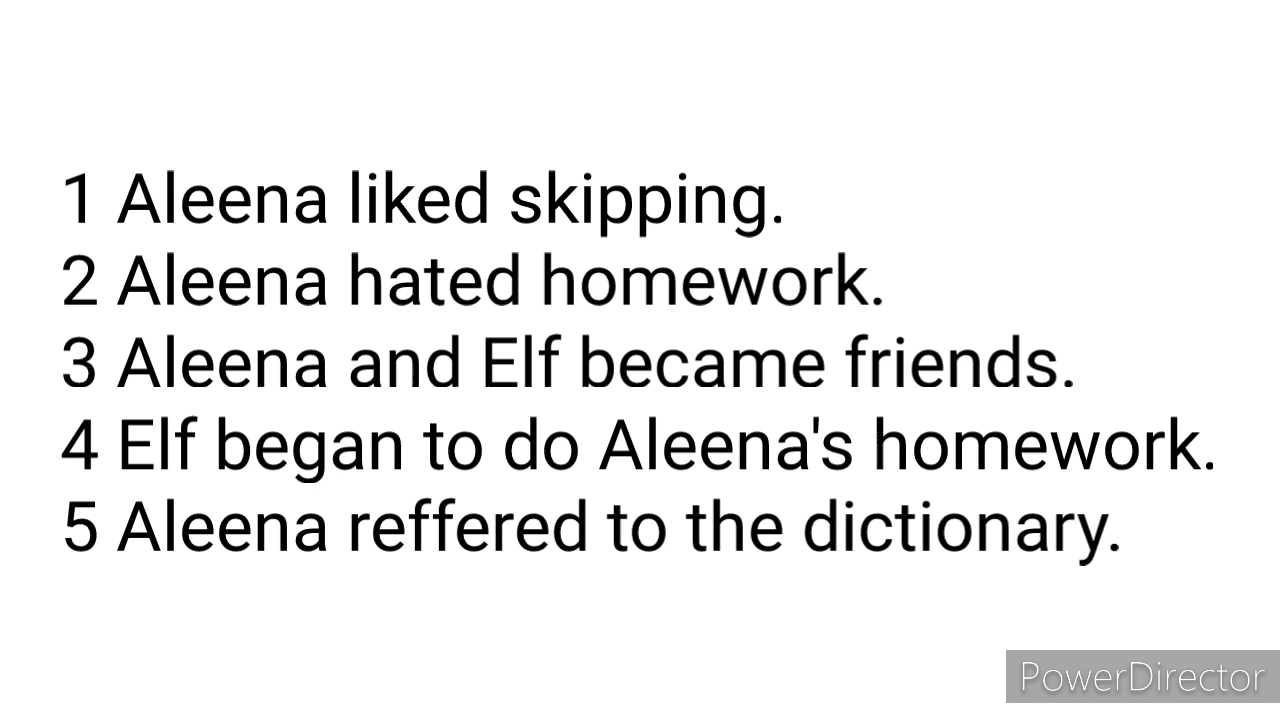 1 Aleena liked skipping.
2 Aleena hated homework.
3 Aleena and Elf became friends.
4 Elf began to do Aleena's homework.
5 Aleena reffered to the dictionary.
PowerDirector